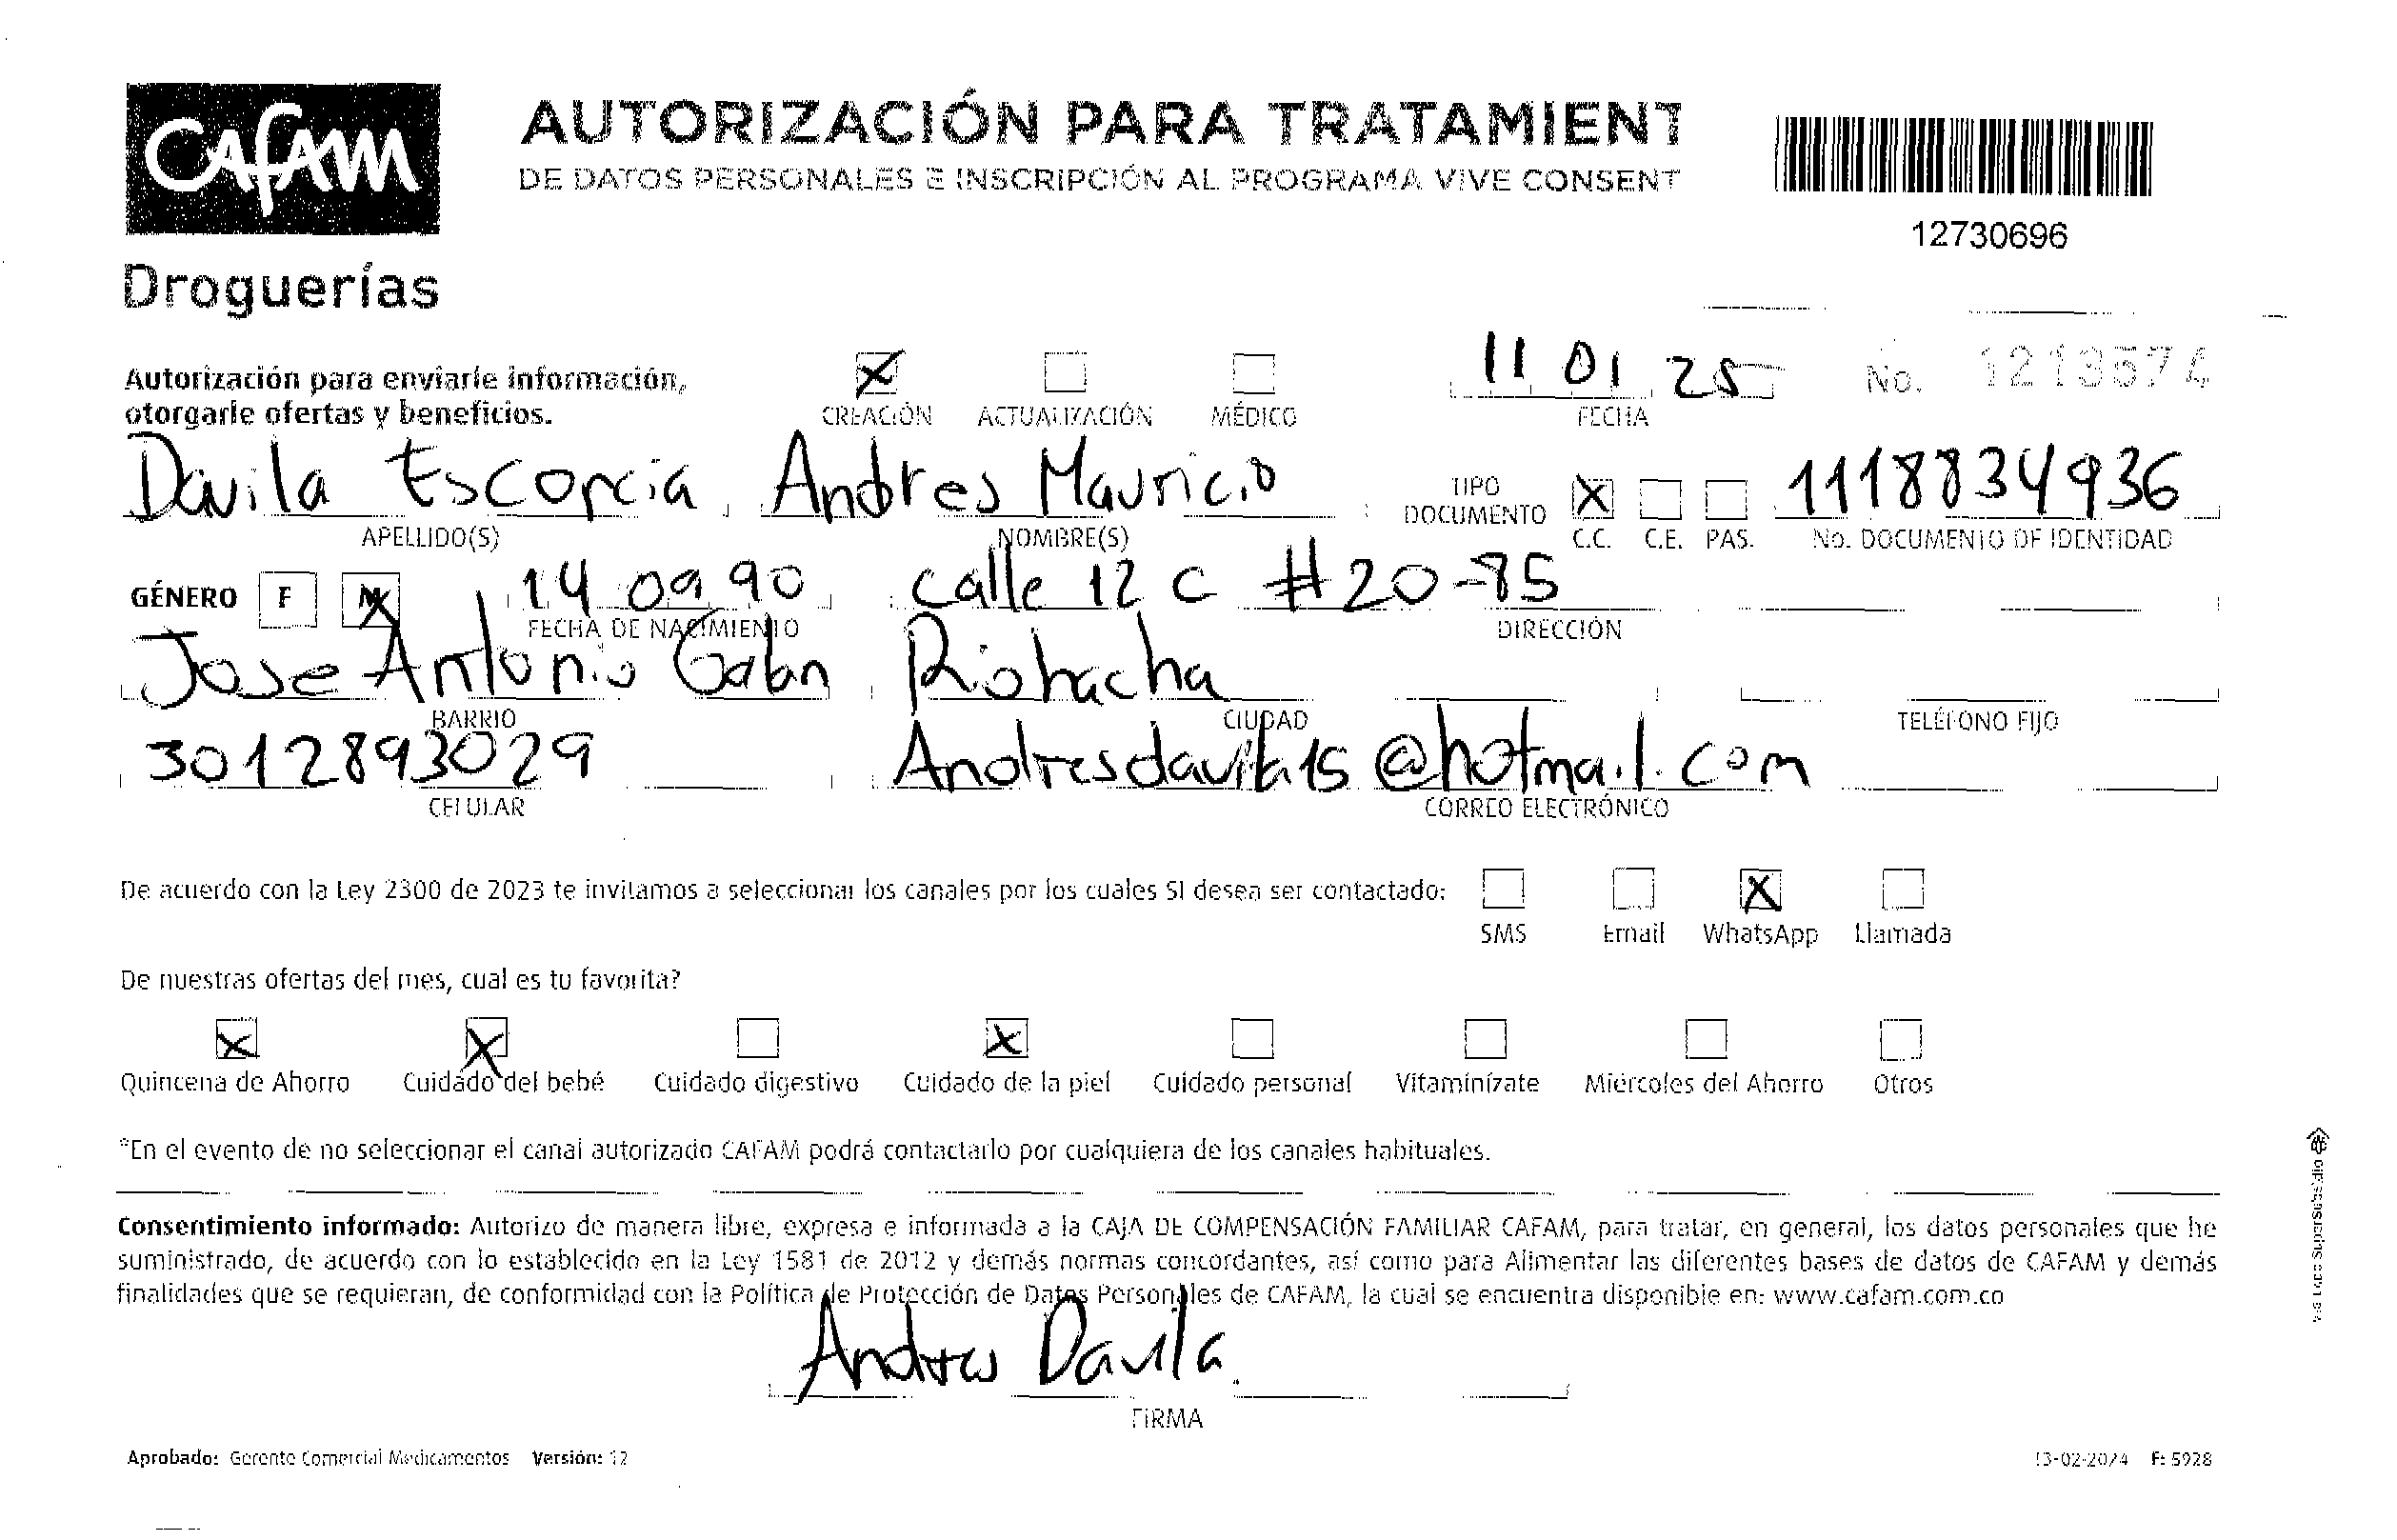 CAFAM
Droguerías
AUTORIZACIÓN PARA TRATAMIENT
DE DATOS PERSONALES E INSCRIPCIÓN AL PROGRAMA VIVE CONSENT
12730696
Autorización para enviarle información,
otorgarle ofertas y beneficios.
X CREACIÓN ACTUALIZACIÓN MÉDICO
11 01 25
FECHA
No. 1213574
Davila Escorcia Andres Mauricio
APELLIDO(S) NOMBRE(S)
TIPO DOCUMENTO X C.C. C.E. PAS.
1118834936
No. DOCUMENTO DE IDENTIDAD
GÉNERO F M X
14 09 90
FECHA DE NACIMIENTO
calle 12 C #20-85
DIRECCIÓN
Jose Antonio Galan
BARRIO
Riohacha
CIUDAD
TELÉFONO FIJO
3012893029
CELULAR
Andresdavila15@hotmail.com
CORREO ELECTRÓNICO
De acuerdo con la Ley 2300 de 2023 te invitamos a seleccionar los canales por los cuales SI desea ser contactado:
SMS Email X WhatsApp Llamada
De nuestras ofertas del mes, cual es tu favorita?
X Quincena de Ahorro X Cuidado del bebé Cuidado digestivo X Cuidado de la piel Cuidado personal Vitamínízate Miércoles del Ahorro Otros
*En el evento de no seleccionar el canal autorizado CAFAM podrá contactarlo por cualquiera de los canales habituales.
Consentimiento informado: Autorizo de manera libre, expresa e informada a la CAJA DE COMPENSACIÓN FAMILIAR CAFAM, para tratar, en general, los datos personales que he
suministrado, de acuerdo con lo establecido en la Ley 1581 de 2012 y demás normas concordantes, así como para Alimentar las diferentes bases de datos de CAFAM y demás
finalidades que se requieran, de conformidad con la Política de Protección de Datos Personales de CAFAM, la cual se encuentra disponible en: www.cafam.com.co
Andres Davila.
FIRMA
Aprobado: Gerente Comercial Medicamentos Versión: 12
13-02-2024 F: 5928